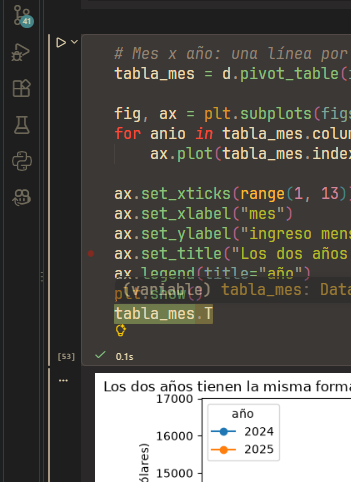 41
# Mes x año: una línea por
tabla_mes = d.pivot_table(
fig, ax = plt.subplots(figs
for anio in tabla_mes.colum
ax.plot(tabla_mes.index
ax.set_xticks(range(1, 13))
ax.set_xlabel("mes")
ax.set_ylabel("ingreso mens
ax.set_title("Los dos años
ax.legend(title="año")
(variable) tabla_mes: Data
plt.show()
tabla_mes.T
[53]
0.1s
Los dos años tienen la misma forma
17000
año
2024
2025
16000
15000
ólares)